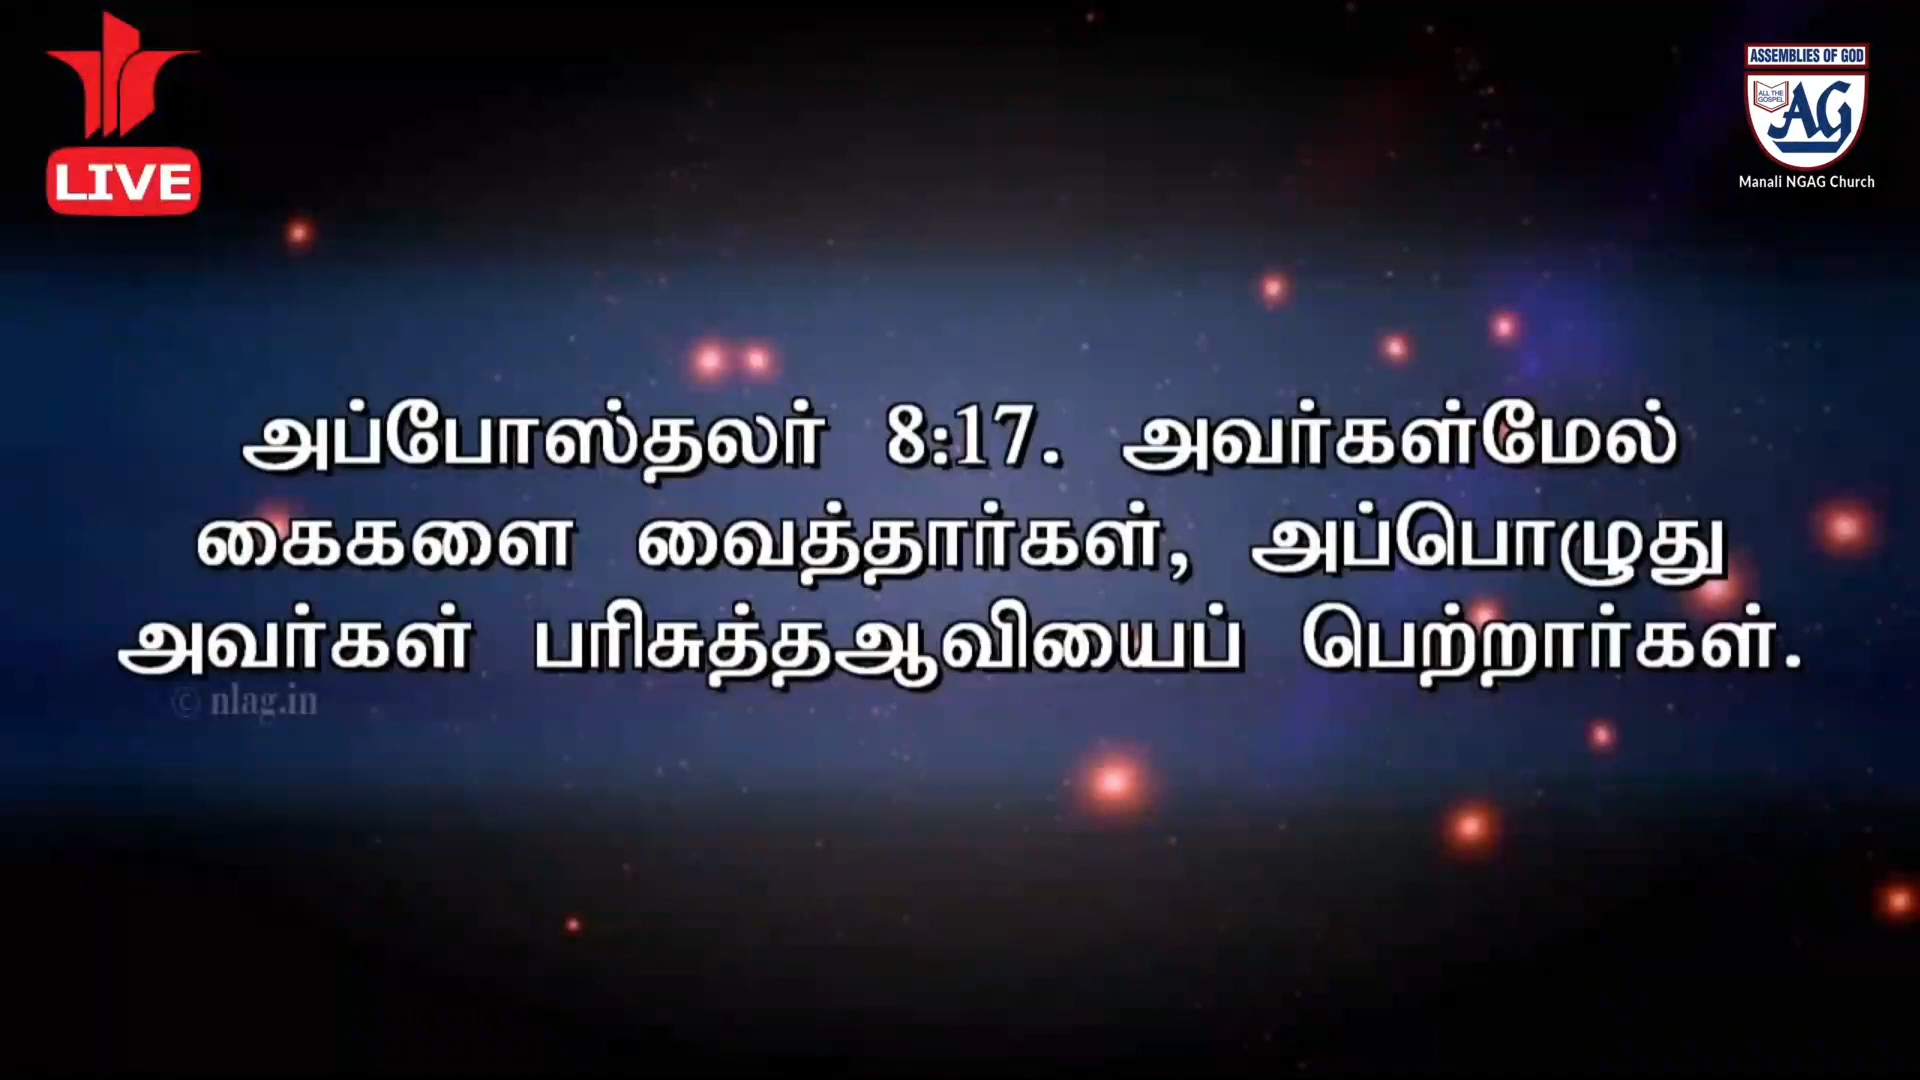 LIVE
ASSEMBLIES OF GOD
ALL THE
GOSPEL
AG
Manali NGAG Church
அப்போஸ்தலர் 8:17. அவர்கள்மேல்
கைகளை வைத்தார்கள், அப்பொழுது
அவர்கள் பரிசுத்தஆவியைப் பெற்றார்கள்.
© nlag.in